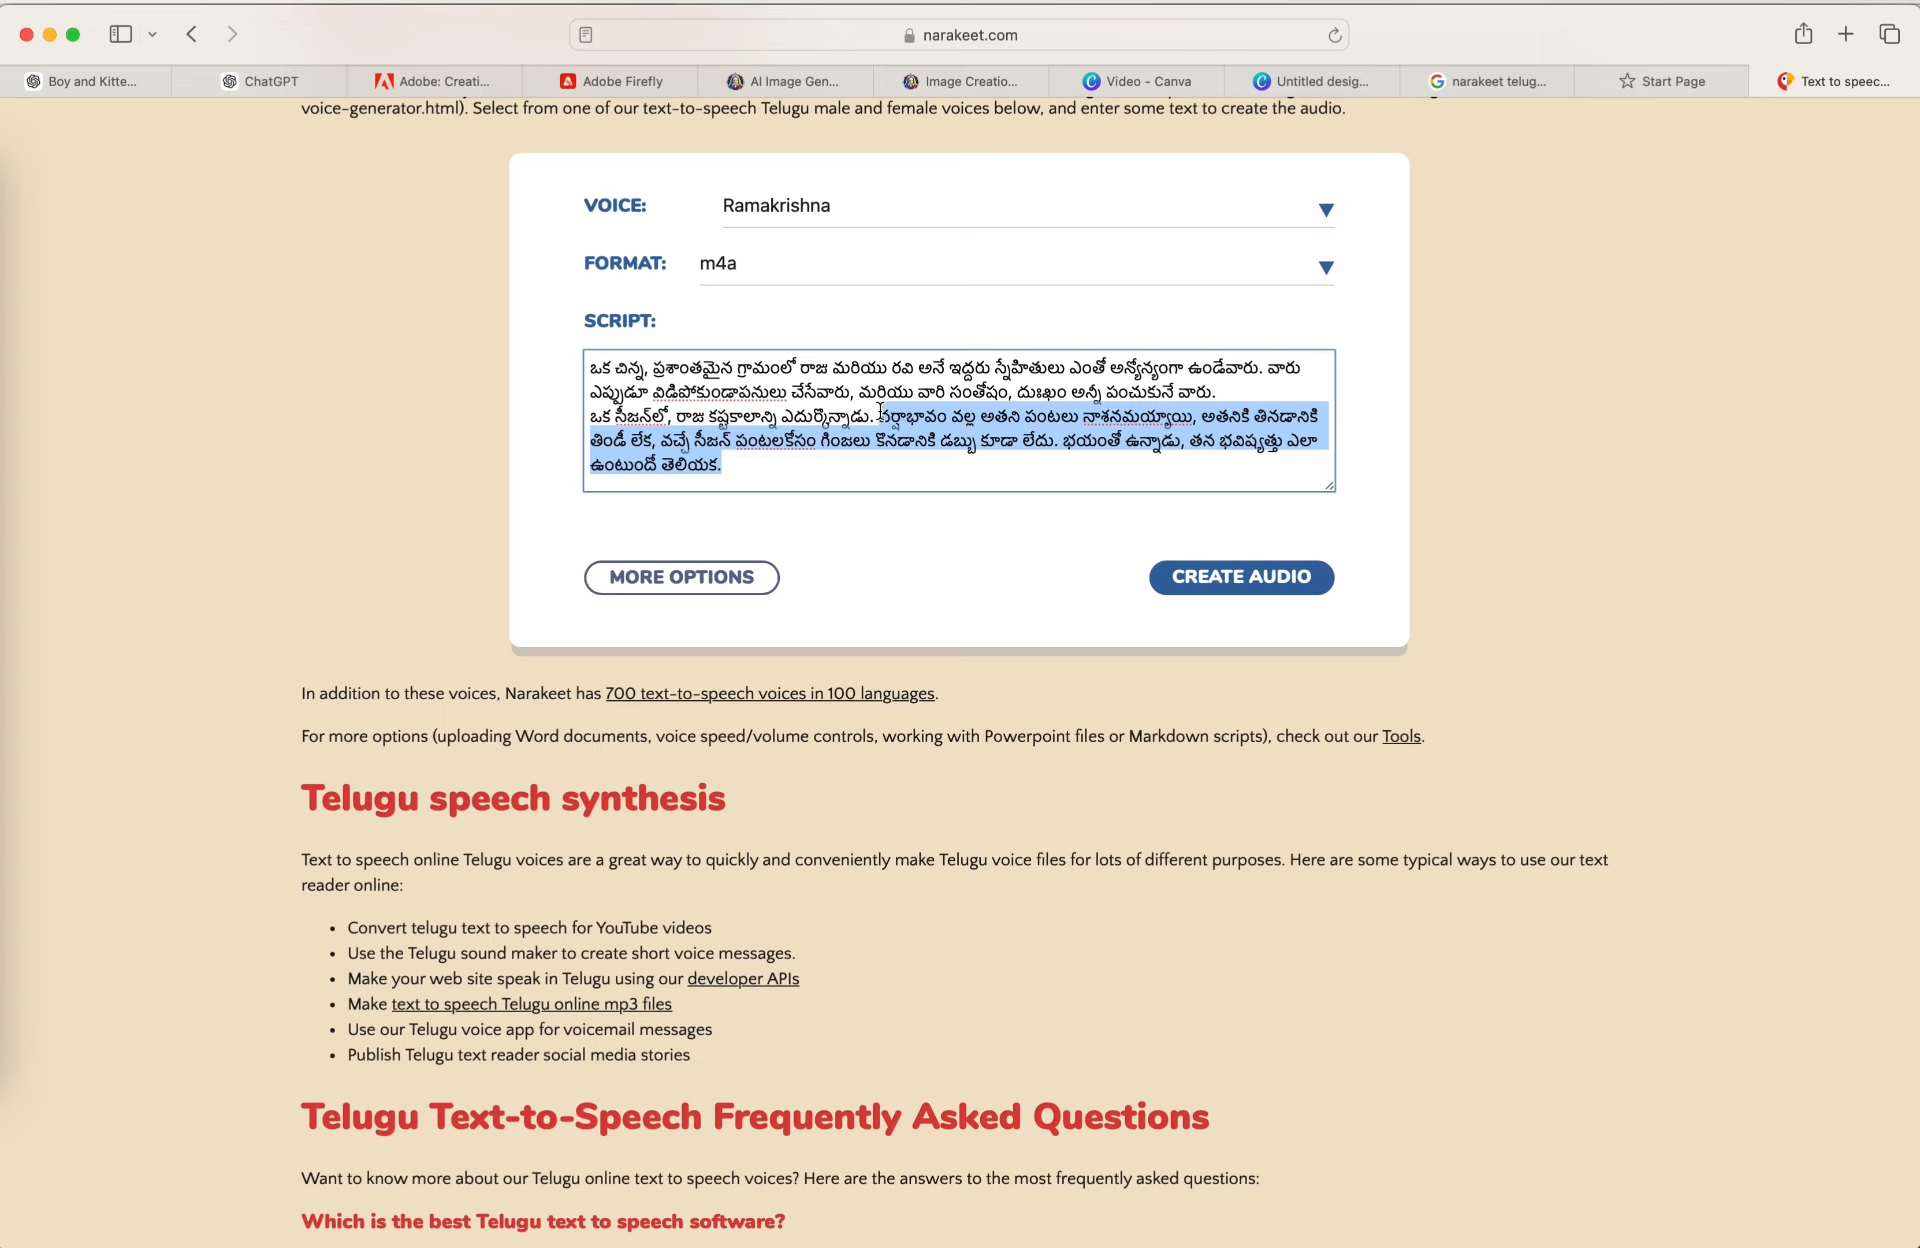 narakeet.com
Boy and Kitte...
ChatGPT
Adobe: Creati...
Adobe Firefly
AI Image Gen...
Image Creatio...
Video - Canva
Untitled desig...
narakeet telug...
Start Page
Text to speec...
voice-generator.html). Select from one of our text-to-speech Telugu male and female voices below, and enter some text to create the audio.
VOICE: Ramakrishna
FORMAT: m4a
SCRIPT:
ఒక చిన్న, ప్రశాంతమైన గ్రామంలో రాజు మరియు రవి అనే ఇద్దరు స్నేహితులు ఎంతో అన్యోన్యంగా ఉండేవారు. వారు
ఎప్పుడూ విడిపోకుండాపనులు చేసేవారు, మరియు వారి సంతోషం, దుఃఖం అన్నీ పంచుకునే వారు.
ఒక సీజన్‌లో, రాజు కష్టకాలాన్ని ఎదుర్కొన్నాడు. వర్షాభావం వల్ల అతని పంటలు నాశనమయ్యాయి, అతనికి తినడానికి
తిండి లేక, వచ్చే సీజన్ పంటలకోసం గింజలు కొనడానికి డబ్బు కూడా లేదు. భయంతో ఉన్నాడు, తన భవిష్యత్తు ఎలా
ఉంటుందో తెలియక.
MORE OPTIONS
CREATE AUDIO
In addition to these voices, Narakeet has 700 text-to-speech voices in 100 languages.
For more options (uploading Word documents, voice speed/volume controls, working with Powerpoint files or Markdown scripts), check out our Tools.
Telugu speech synthesis
Text to speech online Telugu voices are a great way to quickly and conveniently make Telugu voice files for lots of different purposes. Here are some typical ways to use our text
reader online:
• Convert telugu text to speech for YouTube videos
• Use the Telugu sound maker to create short voice messages.
• Make your web site speak in Telugu using our developer APIs
• Make text to speech Telugu online mp3 files
• Use our Telugu voice app for voicemail messages
• Publish Telugu text reader social media stories
Telugu Text-to-Speech Frequently Asked Questions
Want to know more about our Telugu online text to speech voices? Here are the answers to the most frequently asked questions:
Which is the best Telugu text to speech software?